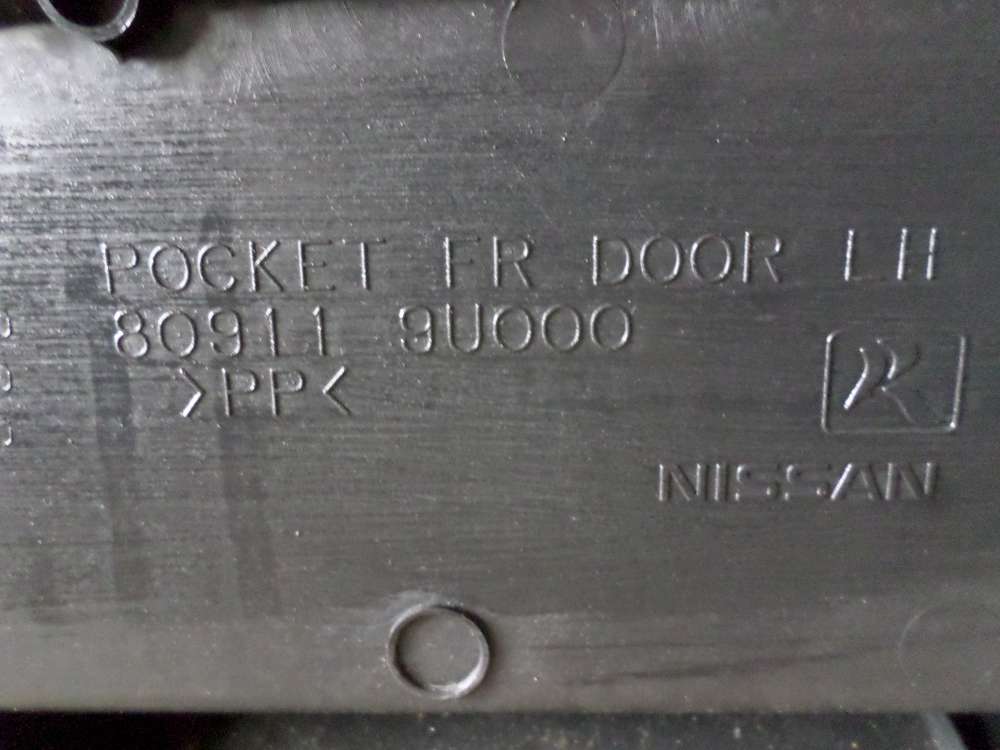 POCKET FR DOOR LH
80911 9U000
>PP<
NISSAN